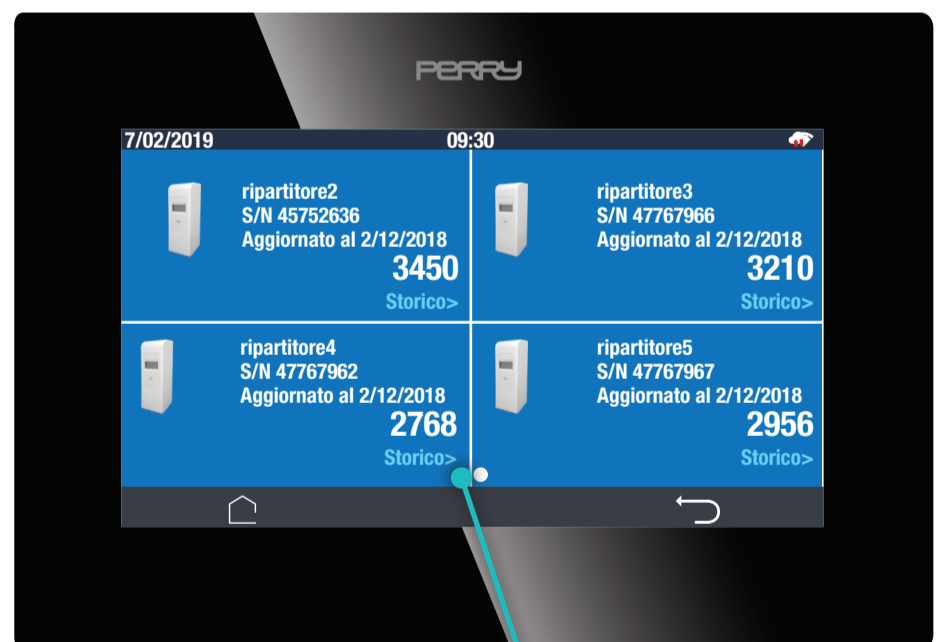 PERRY
7/02/2019 09:30
ripartitore2
S/N 45752636
Aggiornato al 2/12/2018
3450
Storico>
ripartitore3
S/N 47767966
Aggiornato al 2/12/2018
3210
Storico>
ripartitore4
S/N 47767962
Aggiornato al 2/12/2018
2768
Storico>
ripartitore5
S/N 47767967
Aggiornato al 2/12/2018
2956
Storico>